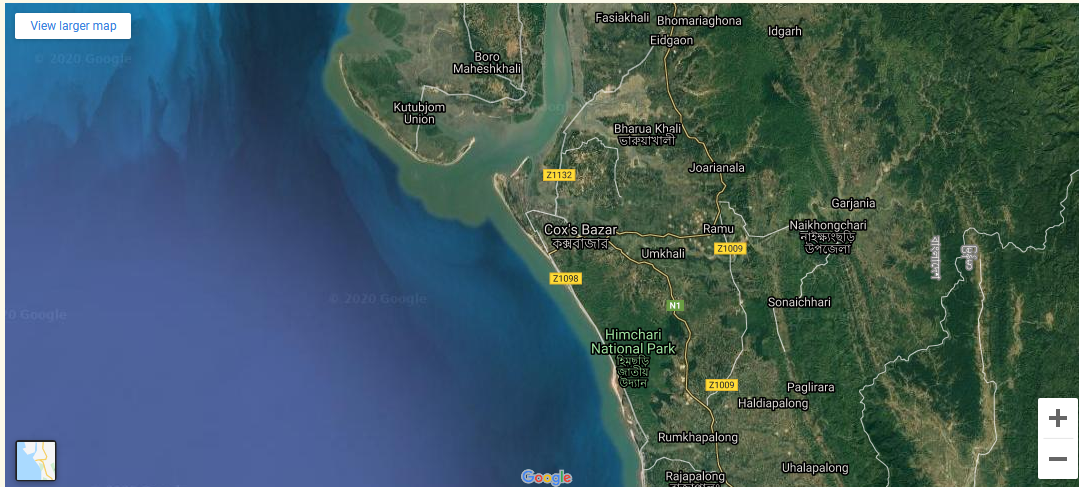 View larger map
Fasiakhali
Bhomariaghona
Idgarh
Eidgaon
© 2020 Google
Boro
Maheshkhali
Kutubjom
Union
Bharua Khali
ভারুয়াখালী
Joarianala
Z1132
Garjania
Naikhongchari
নাইক্ষ্যংছড়ি
উপজেলা
Cox's Bazar
কক্সবাজার
Ramu
Z1009
Umkhali
Z1098
© 2020 Google
Sonaichhari
N1
Himchari
National Park
হিমছড়ি
জাতীয়
উদ্যান
Z1009
Paglirara
Haldiapalong
Rumkhapalong
Uhalapalong
Rajapalong
Google